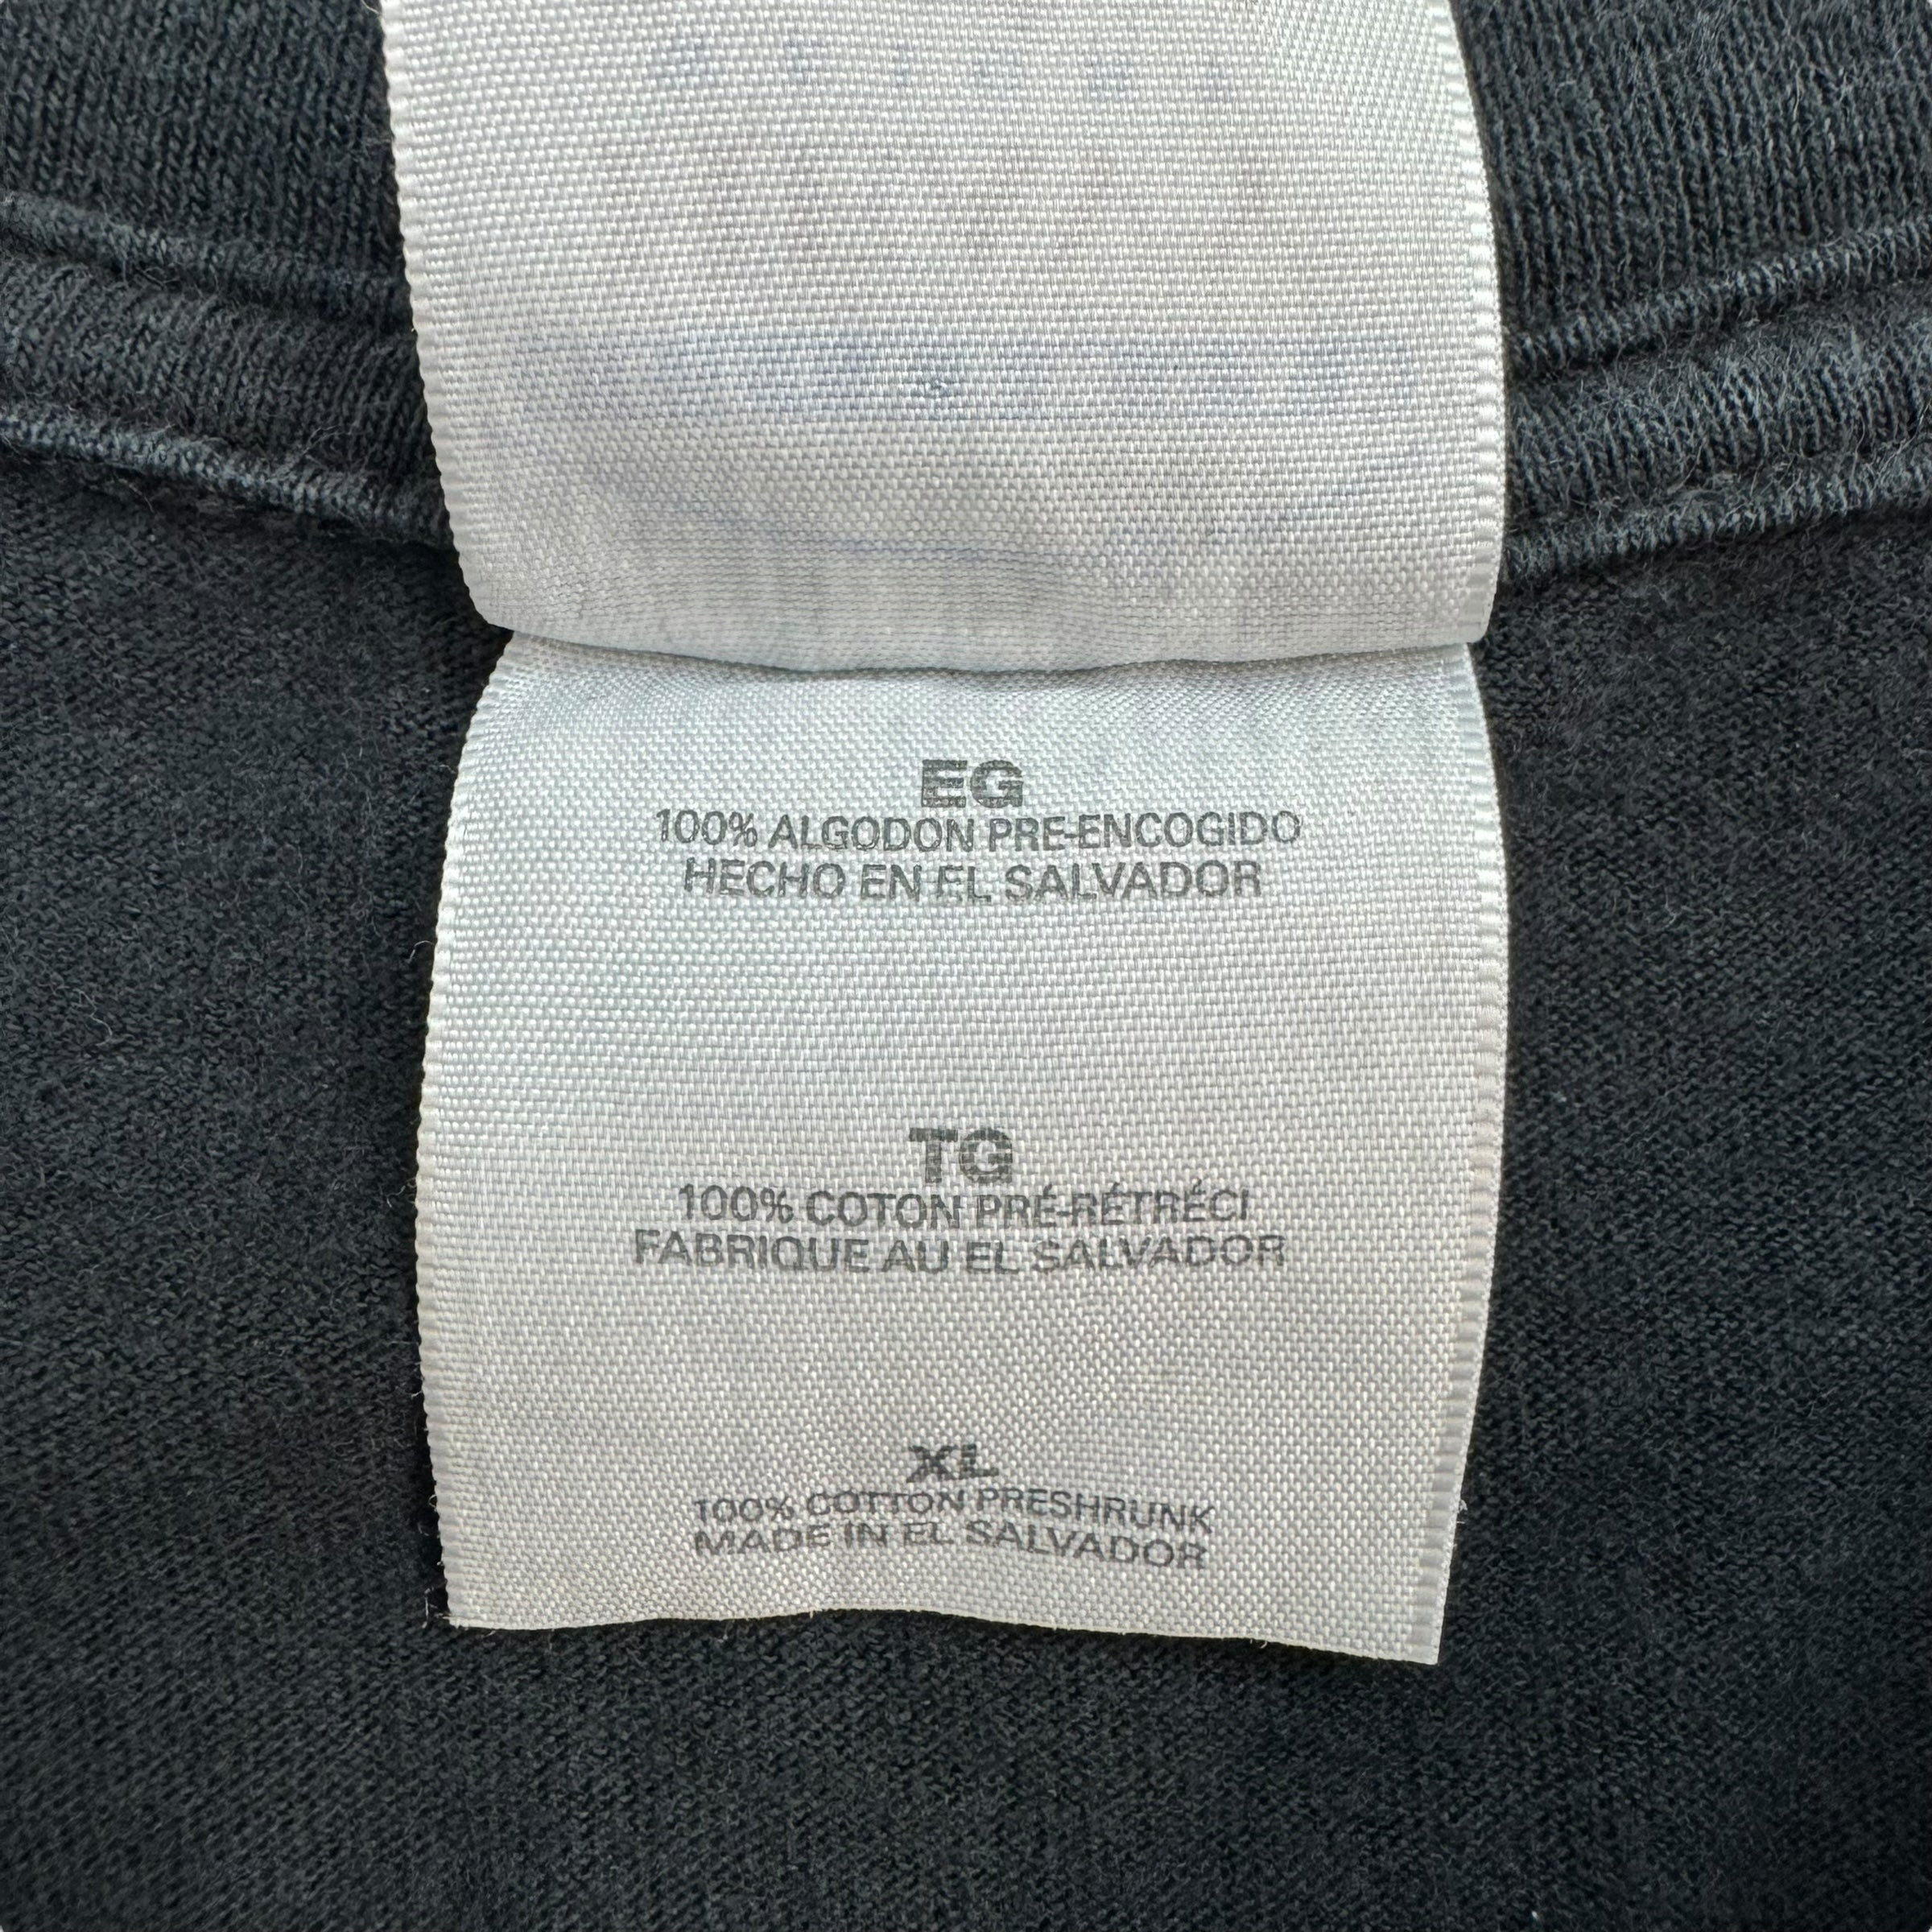 EG
100% ALGODON PRE-ENCOGIDO
HECHO EN EL SALVADOR
TG
100% COTON PRÉ-RÉTRÉCI
FABRIQUE AU EL SALVADOR
XL
100% COTTON PRESHRUNK
MADE IN EL SALVADOR